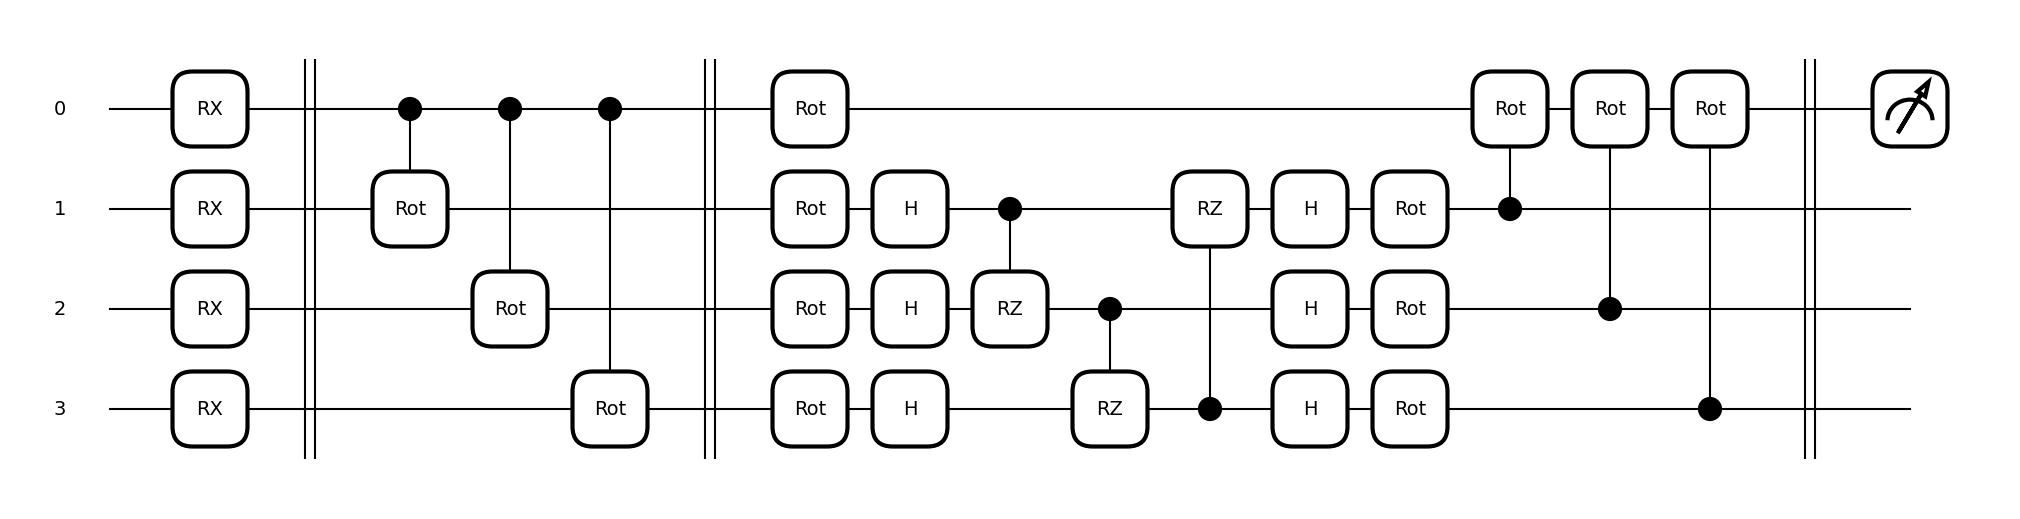 0 RX Rot Rot Rot Rot
1 RX Rot Rot H RZ H Rot
2 RX Rot Rot H RZ H Rot
3 RX Rot Rot H RZ H Rot